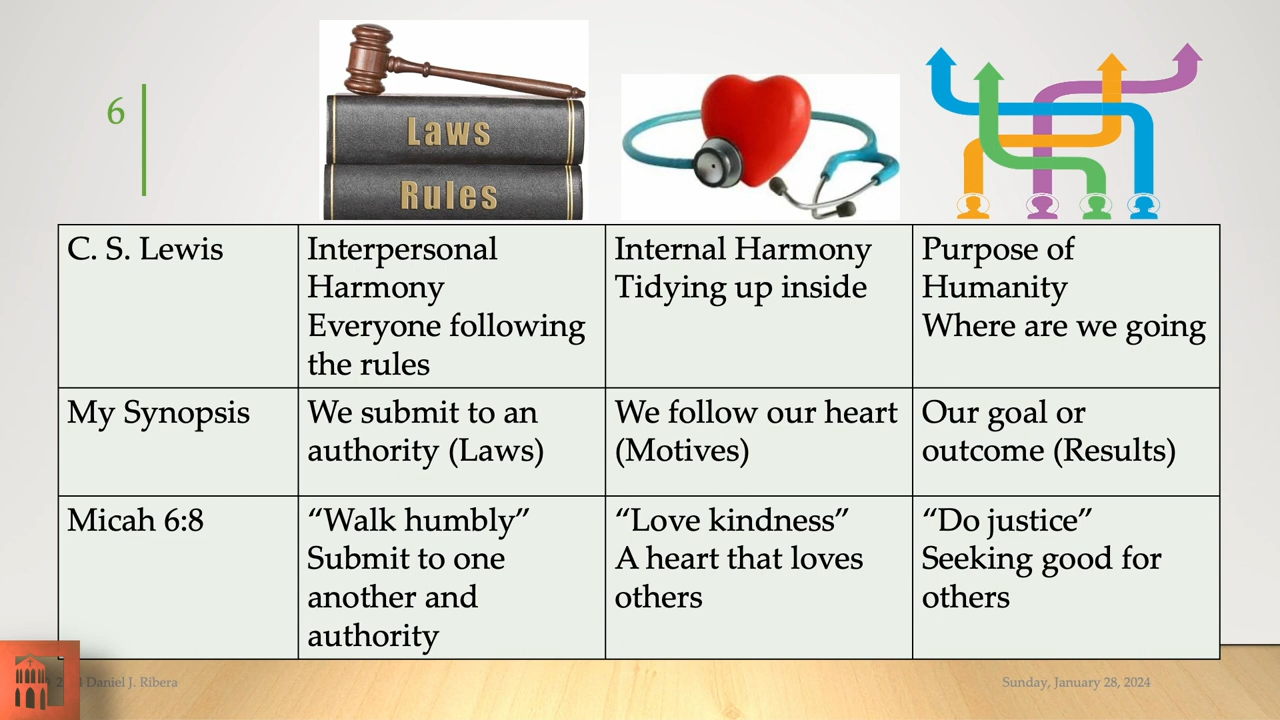 6
Laws
Rules
C. S. Lewis
Interpersonal
Harmony
Everyone following
the rules
Internal Harmony
Tidying up inside
Purpose of
Humanity
Where are we going
My Synopsis
We submit to an
authority (Laws)
We follow our heart
(Motives)
Our goal or
outcome (Results)
Micah 6:8
“Walk humbly”
Submit to one
another and
authority
“Love kindness”
A heart that loves
others
“Do justice”
Seeking good for
others
Daniel J. Ribera
Sunday, January 28, 2024